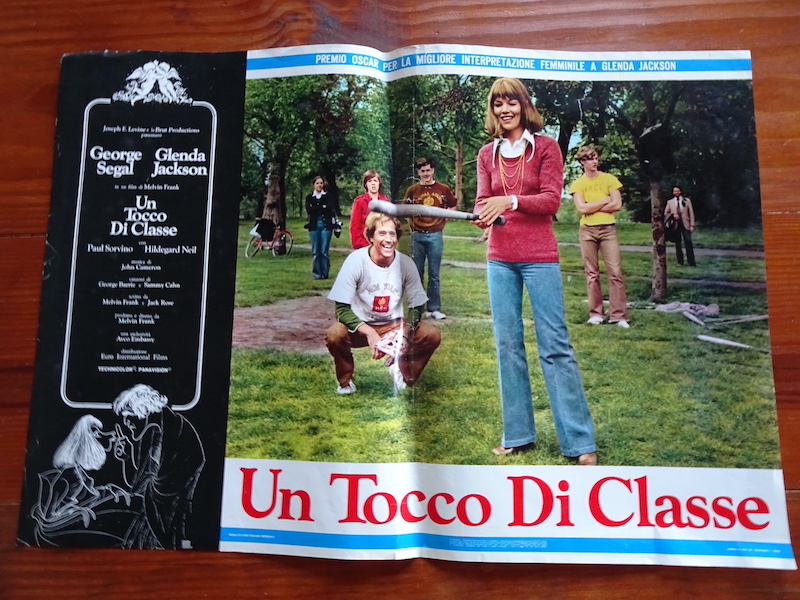 Joseph E. Levine e la Brut Productions
presentano
George Glenda
Segal Jackson
in un film di Melvin Frank
Un
Tocco
Di Classe
con
Paul Sorvino Hildegard Neil
musica di
John Cameron
canzoni di
George Barrie e Sammy Cahn
scritto da
Melvin Frank e Jack Rose
prodotto e diretto da
Melvin Frank
una esclusività
Avco Embassy
distribuzione
Euro International Films
TECHNICOLOR PANAVISION
PREMIO OSCAR PER LA MIGLIORE INTERPRETAZIONE FEMMINILE A GLENDA JACKSON
Un Tocco Di Classe